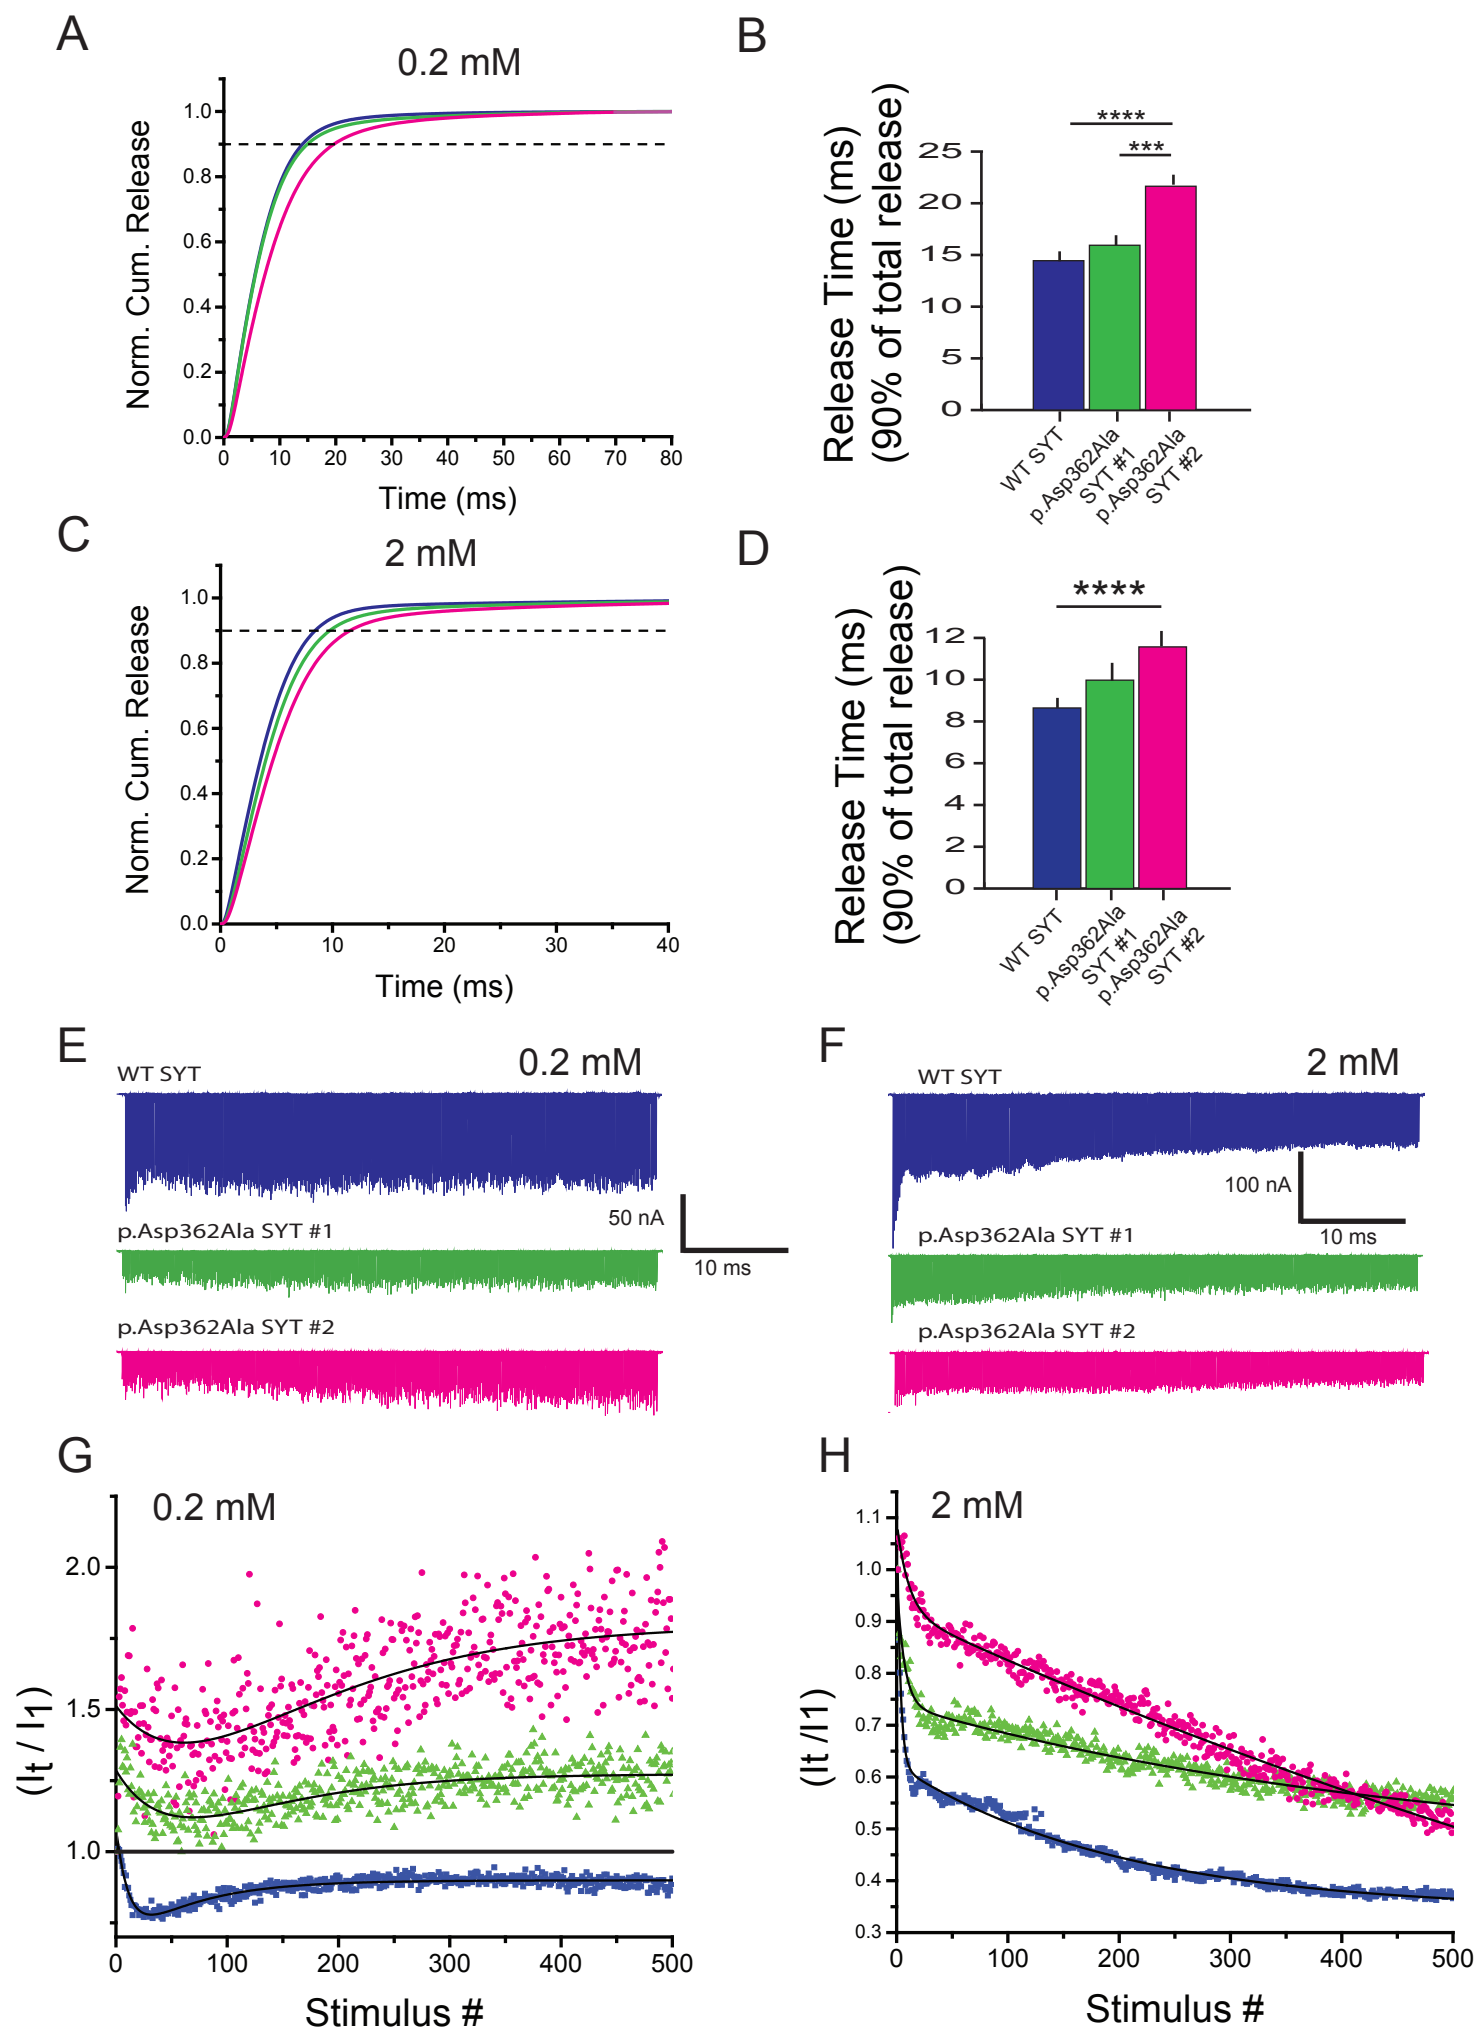 A
0.2 mM
Norm. Cum. Release
1.0
0.8
0.6
0.4
0.2
0.0
0 10 20 30 40 50 60 70 80
Time (ms)
B
Release Time (ms)
(90% of total release)
**** 
***
25
20
15
10
5
0
WT SYT
p.Asp362Ala
SYT #1
p.Asp362Ala
SYT #2
C
2 mM
Norm. Cum. Release
1.0
0.8
0.6
0.4
0.2
0.0
0 10 20 30 40
Time (ms)
D
Release Time (ms)
(90% of total release)
****
12
10
8
6
4
2
0
WT SYT
p.Asp362Ala
SYT #1
p.Asp362Ala
SYT #2
E
0.2 mM
WT SYT
50 nA
10 ms
p.Asp362Ala SYT #1
p.Asp362Ala SYT #2
F
2 mM
WT SYT
100 nA
10 ms
p.Asp362Ala SYT #1
p.Asp362Ala SYT #2
G
0.2 mM
(It / I1)
2.0
1.5
1.0
0 100 200 300 400 500
Stimulus #
H
2 mM
(It /I1)
1.1
1.0
0.9
0.8
0.7
0.6
0.5
0.4
0.3
0 100 200 300 400 500
Stimulus #